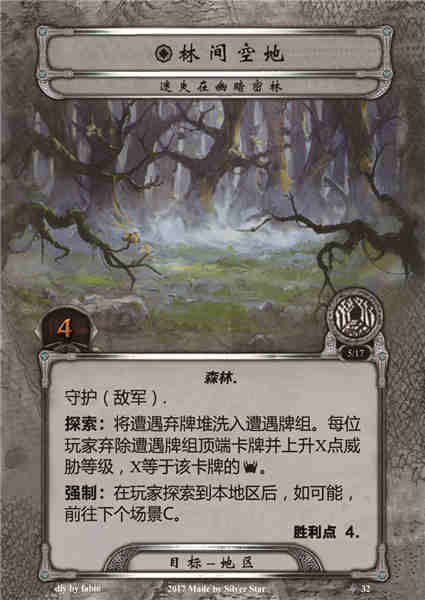 林间空地
迷失在幽暗密林
4
5/17
森林.
守护（敌军）.
探索：将遭遇弃牌堆洗入遭遇牌组。每位
玩家弃除遭遇牌组顶端卡牌并上升X点威
胁等级，X等于该卡牌的
强制：在玩家探索到本地区后，如可能，
前往下个场景C。
胜利点 4.
目标–地区
diy by fabio
2017 Made by Silver Star
32